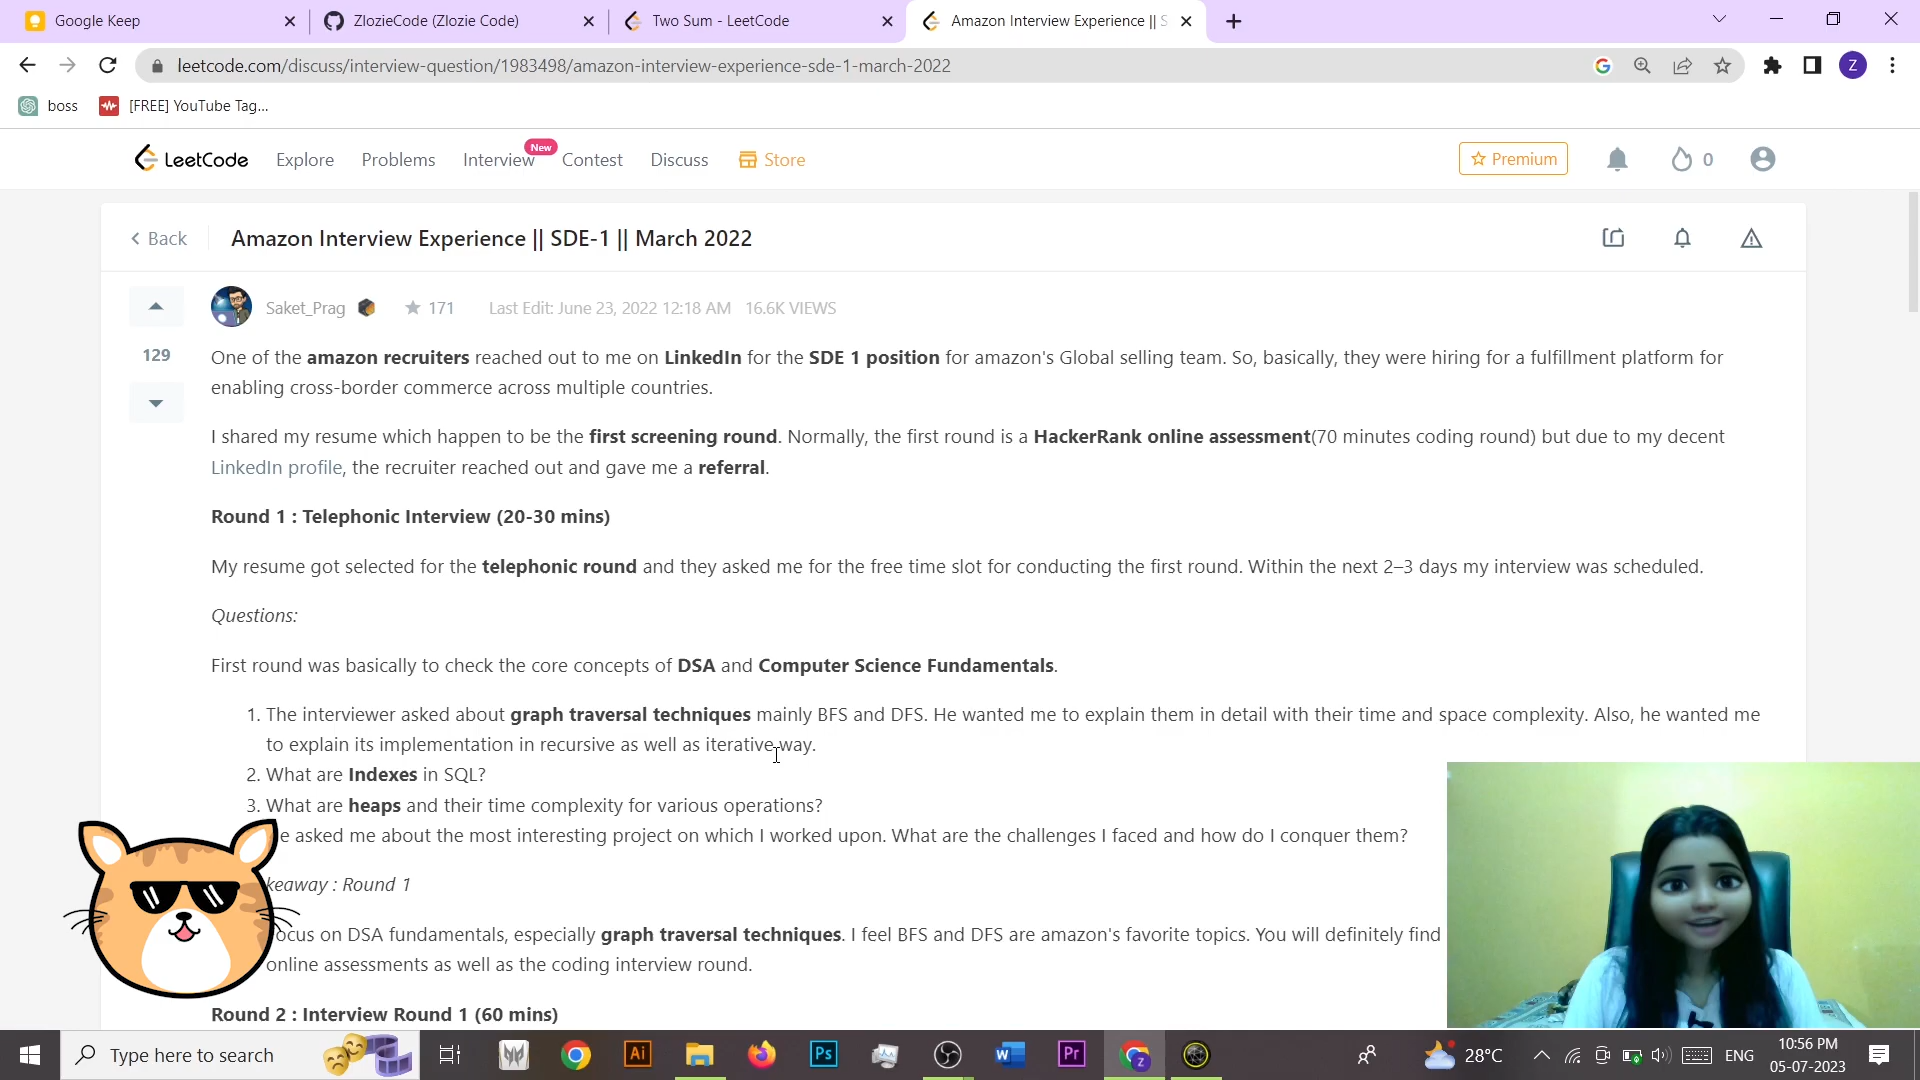 Google Keep
ZlozieCode (Zlozie Code)
Two Sum - LeetCode
Amazon Interview Experience || S
leetcode.com/discuss/interview-question/1983498/amazon-interview-experience-sde-1-march-2022
Z
boss
[FREE] YouTube Tag...
LeetCode
Explore
Problems
Interview
New
Contest
Discuss
Store
Premium
0
Back
Amazon Interview Experience || SDE-1 || March 2022
Saket_Prag
171
Last Edit: June 23, 2022 12:18 AM
16.6K VIEWS
129
One of the amazon recruiters reached out to me on LinkedIn for the SDE 1 position for amazon's Global selling team. So, basically, they were hiring for a fulfillment platform for
enabling cross-border commerce across multiple countries.
I shared my resume which happen to be the first screening round. Normally, the first round is a HackerRank online assessment(70 minutes coding round) but due to my decent
LinkedIn profile, the recruiter reached out and gave me a referral.
Round 1 : Telephonic Interview (20-30 mins)
My resume got selected for the telephonic round and they asked me for the free time slot for conducting the first round. Within the next 2–3 days my interview was scheduled.
Questions:
First round was basically to check the core concepts of DSA and Computer Science Fundamentals.
1. The interviewer asked about graph traversal techniques mainly BFS and DFS. He wanted me to explain them in detail with their time and space complexity. Also, he wanted me
to explain its implementation in recursive as well as iterative way.
2. What are Indexes in SQL?
3. What are heaps and their time complexity for various operations?
e asked me about the most interesting project on which I worked upon. What are the challenges I faced and how do I conquer them?
keaway : Round 1
ocus on DSA fundamentals, especially graph traversal techniques. I feel BFS and DFS are amazon's favorite topics. You will definitely find
online assessments as well as the coding interview round.
Round 2 : Interview Round 1 (60 mins)
Type here to search
Ai
Ps
Pr
Z
28°C
ENG
10:56 PM
05-07-2023